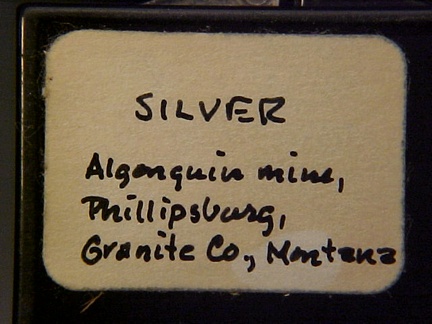 SILVER
Algonquin mine,
Phillipsburg,
Granite Co., Montana